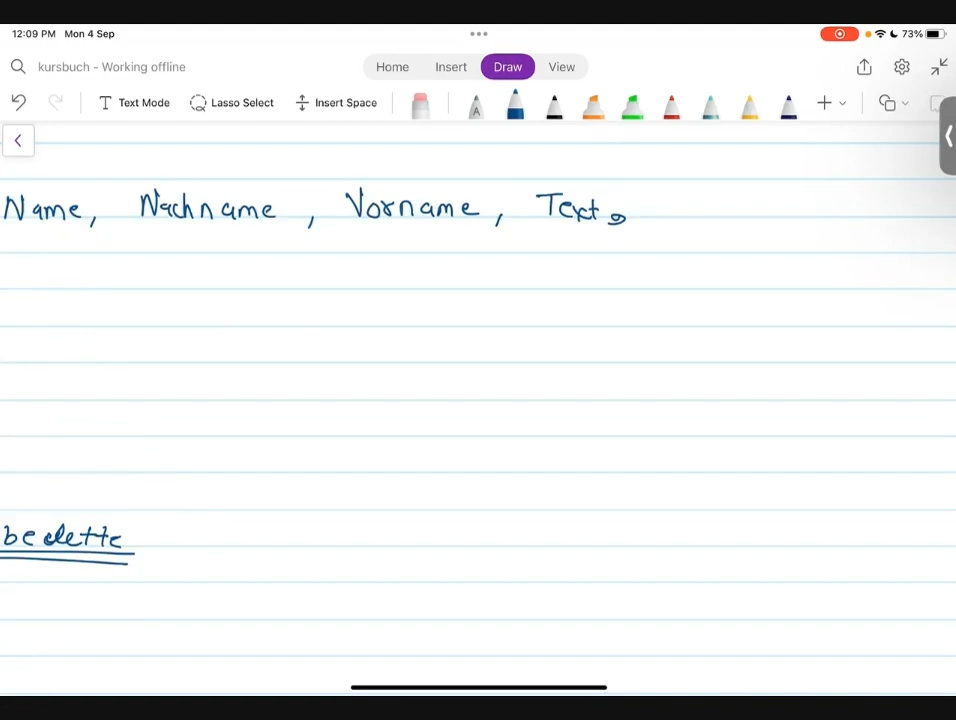 12:09 PM Mon 4 Sep 73%
kursbuch - Working offline Home Insert Draw View
Text Mode Lasso Select Insert Space A
Name, Nachname, Vorname, Text,